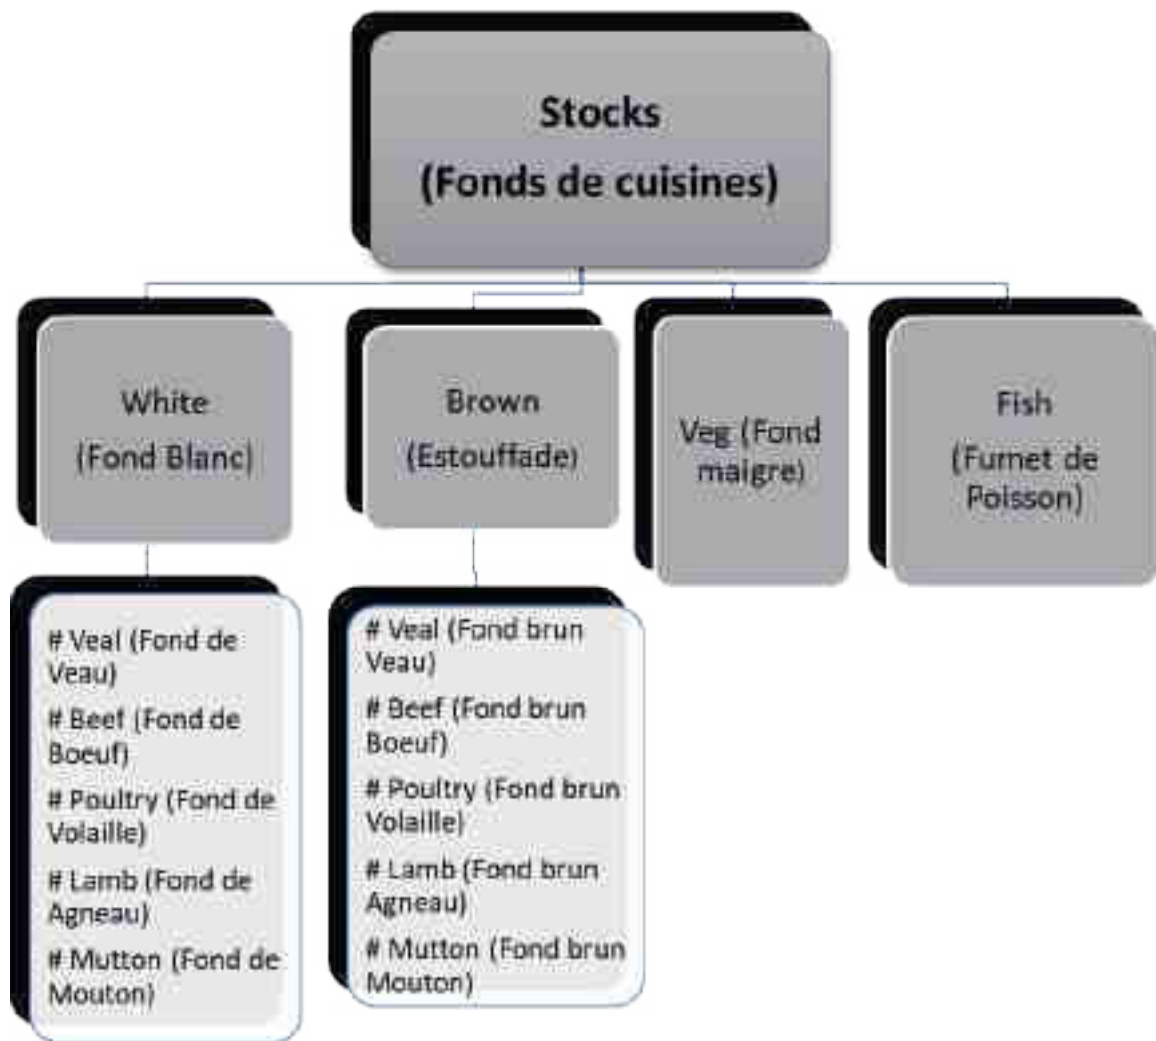 Stocks
(Fonds de cuisines)
White
(Fond Blanc)
Brown
(Estouffade)
Veg (Fond
maigre)
Fish
(Fumet de
Poisson)
# Veal (Fond de
Veau)
# Beef (Fond de
Boeuf)
# Poultry (Fond de
Volaille)
# Lamb (Fond de
Agneau)
# Mutton (Fond de
Mouton)
# Veal (Fond brun
Veau)
# Beef (Fond brun
Boeuf)
# Poultry (Fond brun
Volaille)
# Lamb (Fond brun
Agneau)
# Mutton (Fond brun
Mouton)